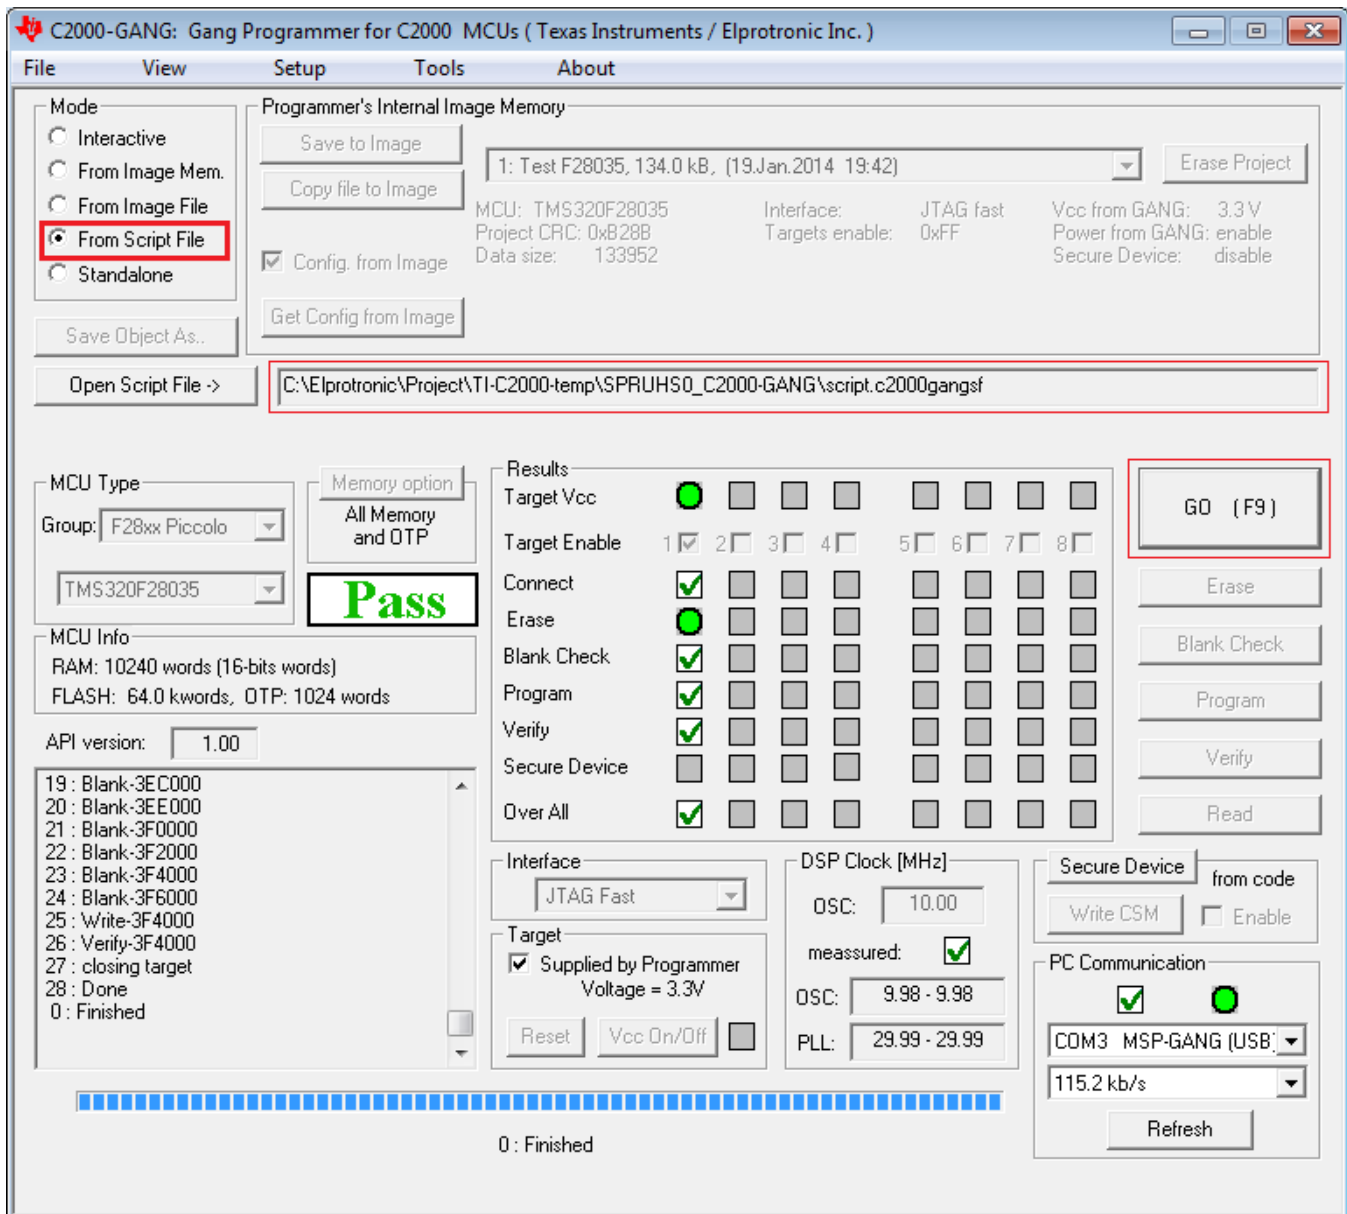 C2000-GANG: Gang Programmer for C2000 MCUs ( Texas Instruments / Elprotronic Inc. )
File View Setup Tools About
Mode
Interactive
From Image Mem.
From Image File
From Script File
Standalone
Programmer's Internal Image Memory
Save to Image
Copy file to Image
Config. from Image
Get Config from Image
1: Test F28035, 134.0 kB, (19.Jan.2014 19:42)
Erase Project
MCU: TMS320F28035 Interface: JTAG fast Vcc from GANG: 3.3 V
Project CRC: 0xB28B Targets enable: 0xFF Power from GANG: enable
Data size: 133952 Secure Device: disable
Save Object As..
Open Script File -> C:\Elprotronic\Project\TI-C2000-temp\SPRUHS0_C2000-GANG\script.c2000gangsf
MCU Type
Group: F28xx Piccolo
TMS320F28035
Memory option
All Memory
and OTP
Pass
MCU Info
RAM: 10240 words (16-bits words)
FLASH: 64.0 kwords, OTP: 1024 words
API version: 1.00
19 : Blank-3EC000
20 : Blank-3EE000
21 : Blank-3F0000
22 : Blank-3F2000
23 : Blank-3F4000
24 : Blank-3F6000
25 : Write-3F4000
26 : Verify-3F4000
27 : closing target
28 : Done
0 : Finished
Results
Target Vcc
Target Enable 1 2 3 4 5 6 7 8
Connect
Erase
Blank Check
Program
Verify
Secure Device
Over All
GO (F9)
Erase
Blank Check
Program
Verify
Read
Interface
JTAG Fast
Target
Supplied by Programmer
Voltage = 3.3V
Reset Vcc On/Off
DSP Clock [MHz]
OSC: 10.00
meassured:
OSC: 9.98 - 9.98
PLL: 29.99 - 29.99
Secure Device from code
Write CSM Enable
PC Communication
COM3 MSP-GANG (USB)
115.2 kb/s
Refresh
0 : Finished